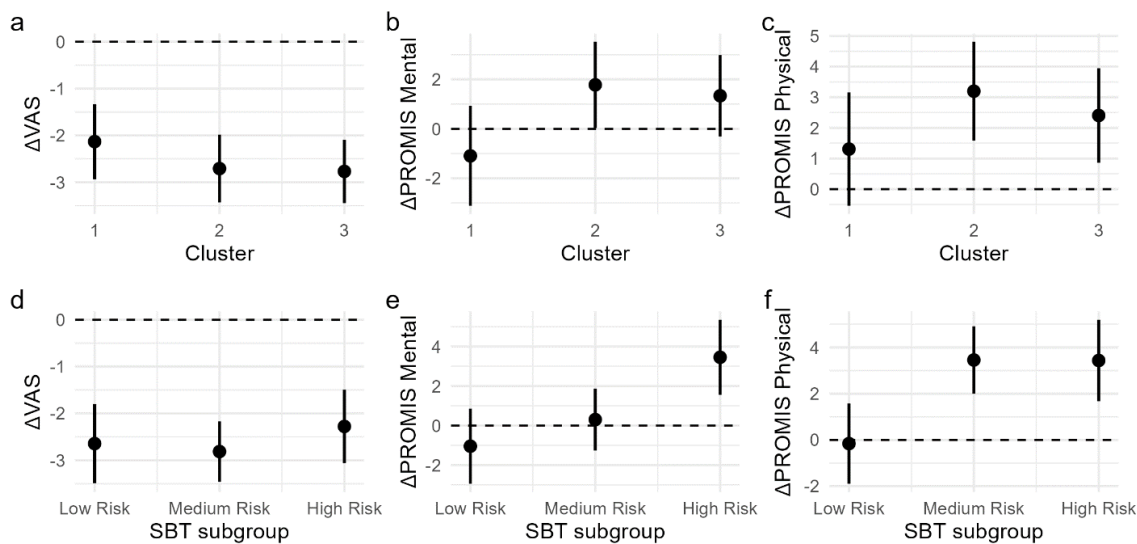 a
ΔVAS
0
-1
-2
-3
1 2 3
Cluster
b
ΔPROMIS Mental
2
0
-2
1 2 3
Cluster
c
ΔPROMIS Physical
5
4
3
2
1
0
1 2 3
Cluster
d
ΔVAS
0
-1
-2
-3
Low Risk Medium Risk High Risk
SBT subgroup
e
ΔPROMIS Mental
4
2
0
-2
Low Risk Medium Risk High Risk
SBT subgroup
f
ΔPROMIS Physical
4
2
0
-2
Low Risk Medium Risk High Risk
SBT subgroup